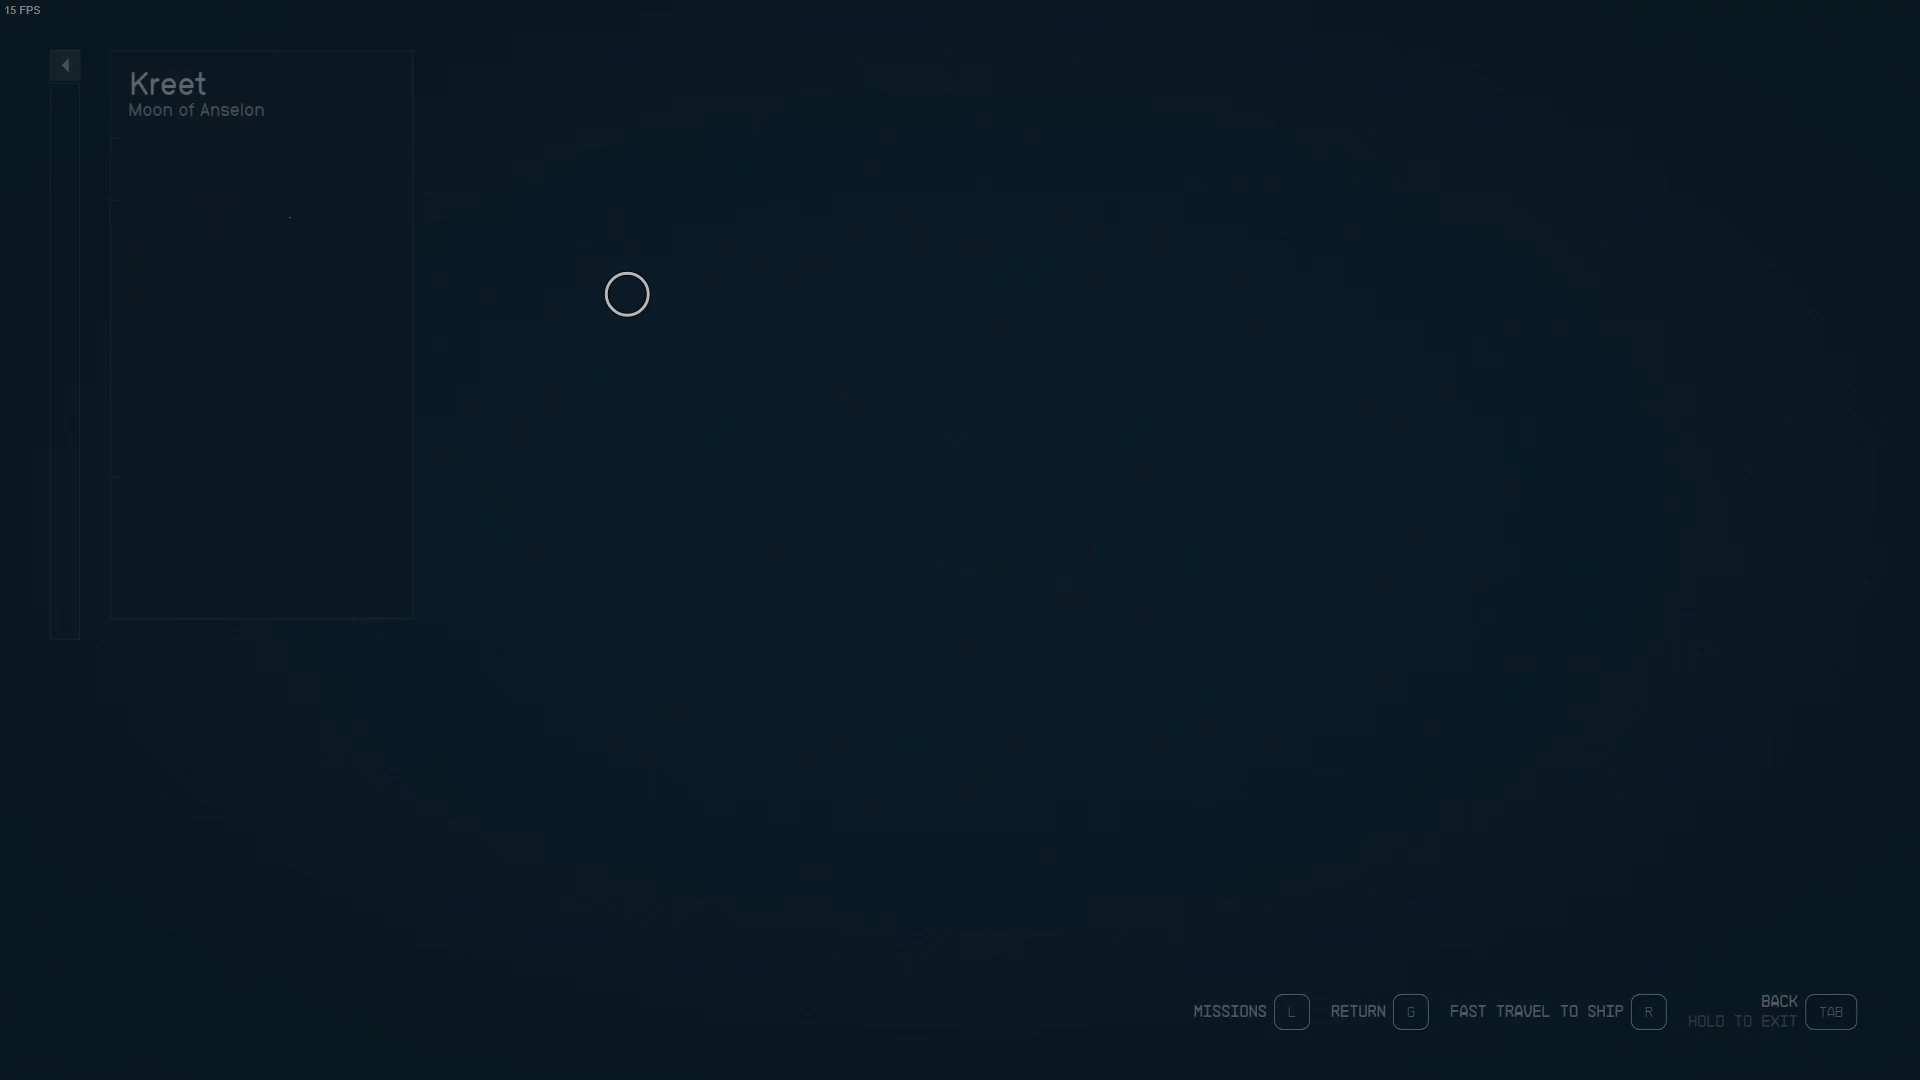 15 FPS
Kreet
Moon of Anselon
MISSIONS L RETURN G FAST TRAVEL TO SHIP R BACK TAB
HOLD TO EXIT